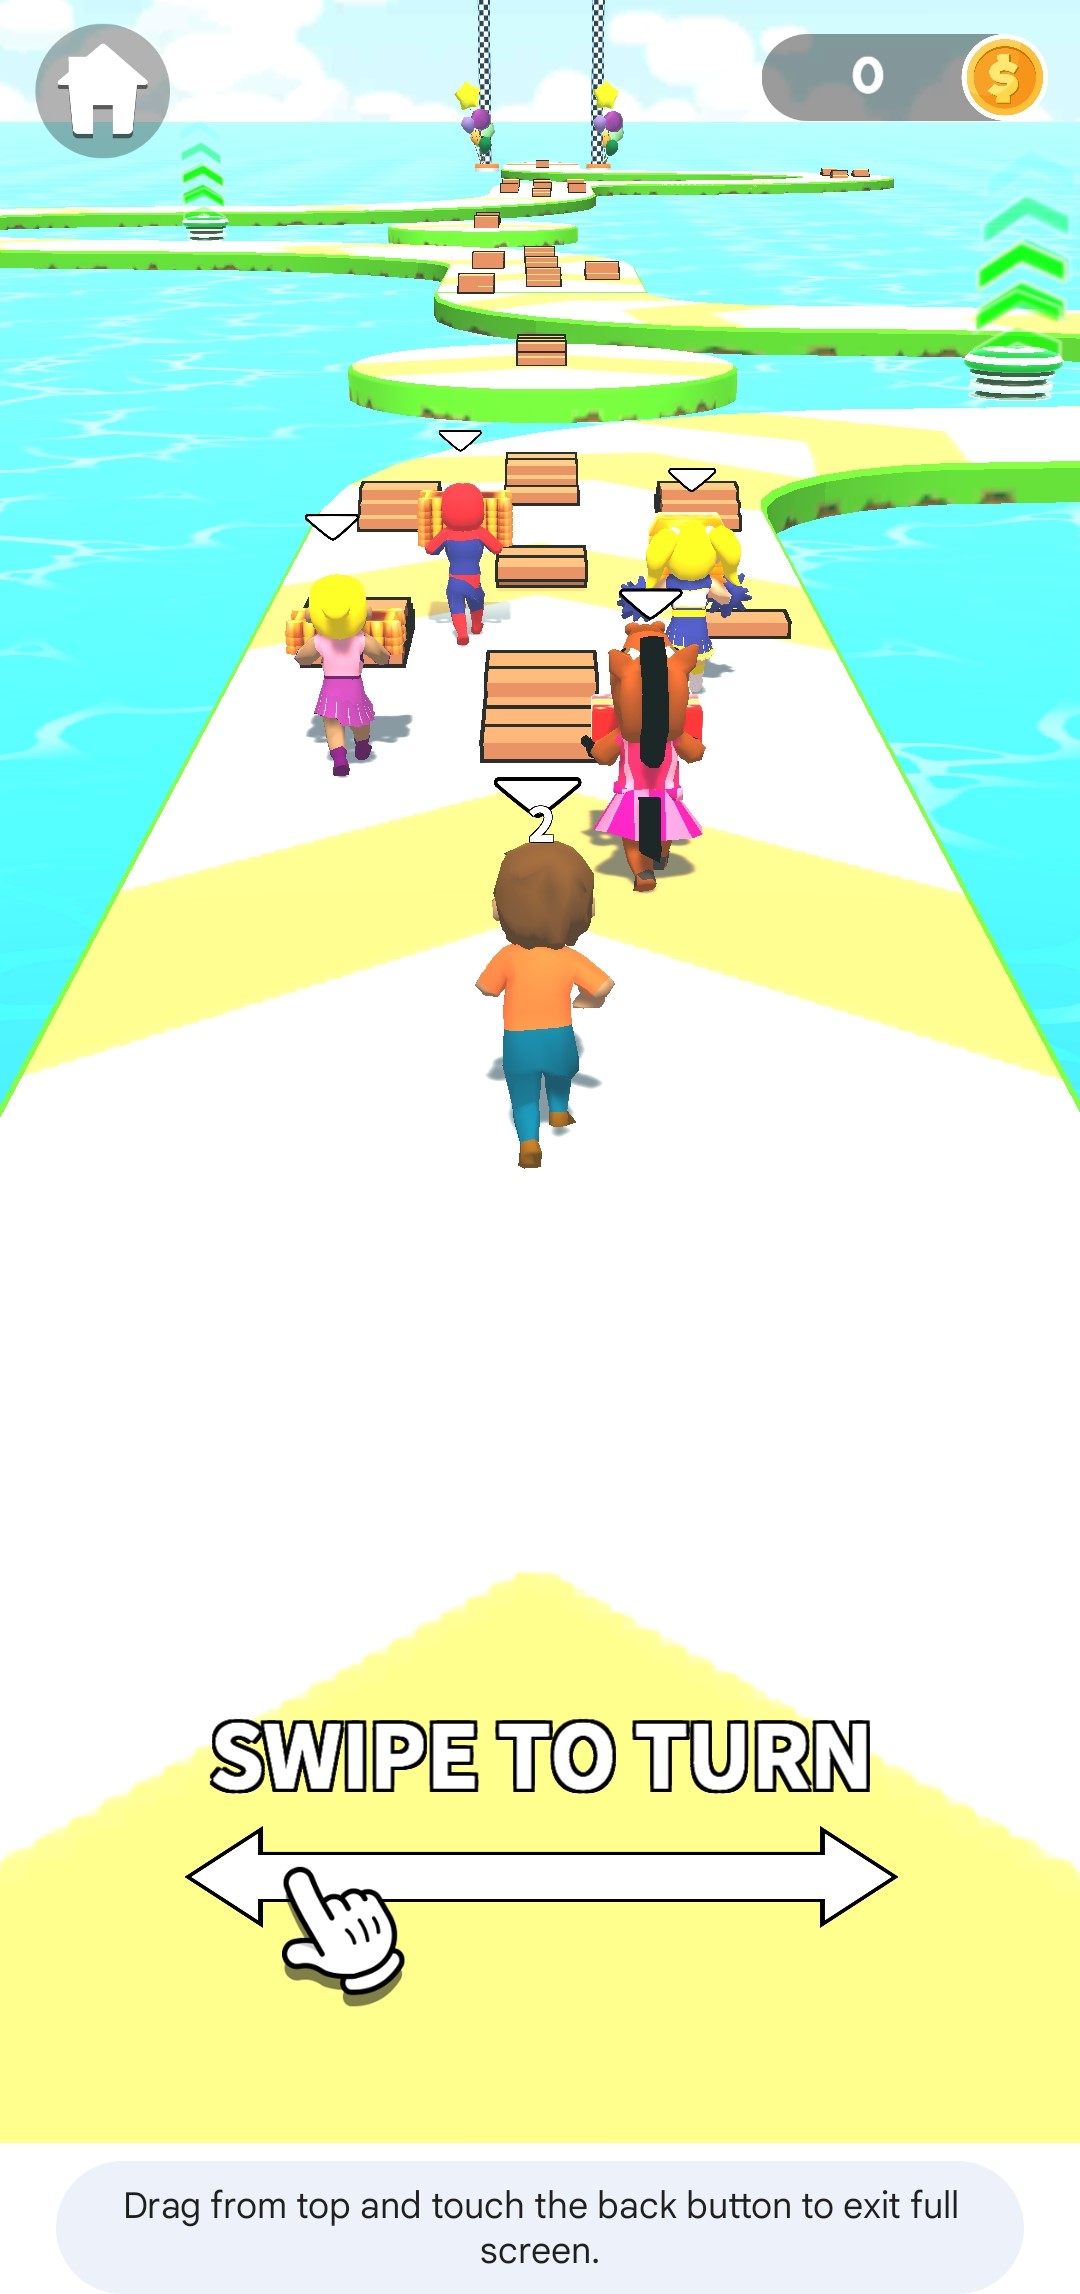 0
$
2
SWIPE TO TURN
Drag from top and touch the back button to exit full
screen.